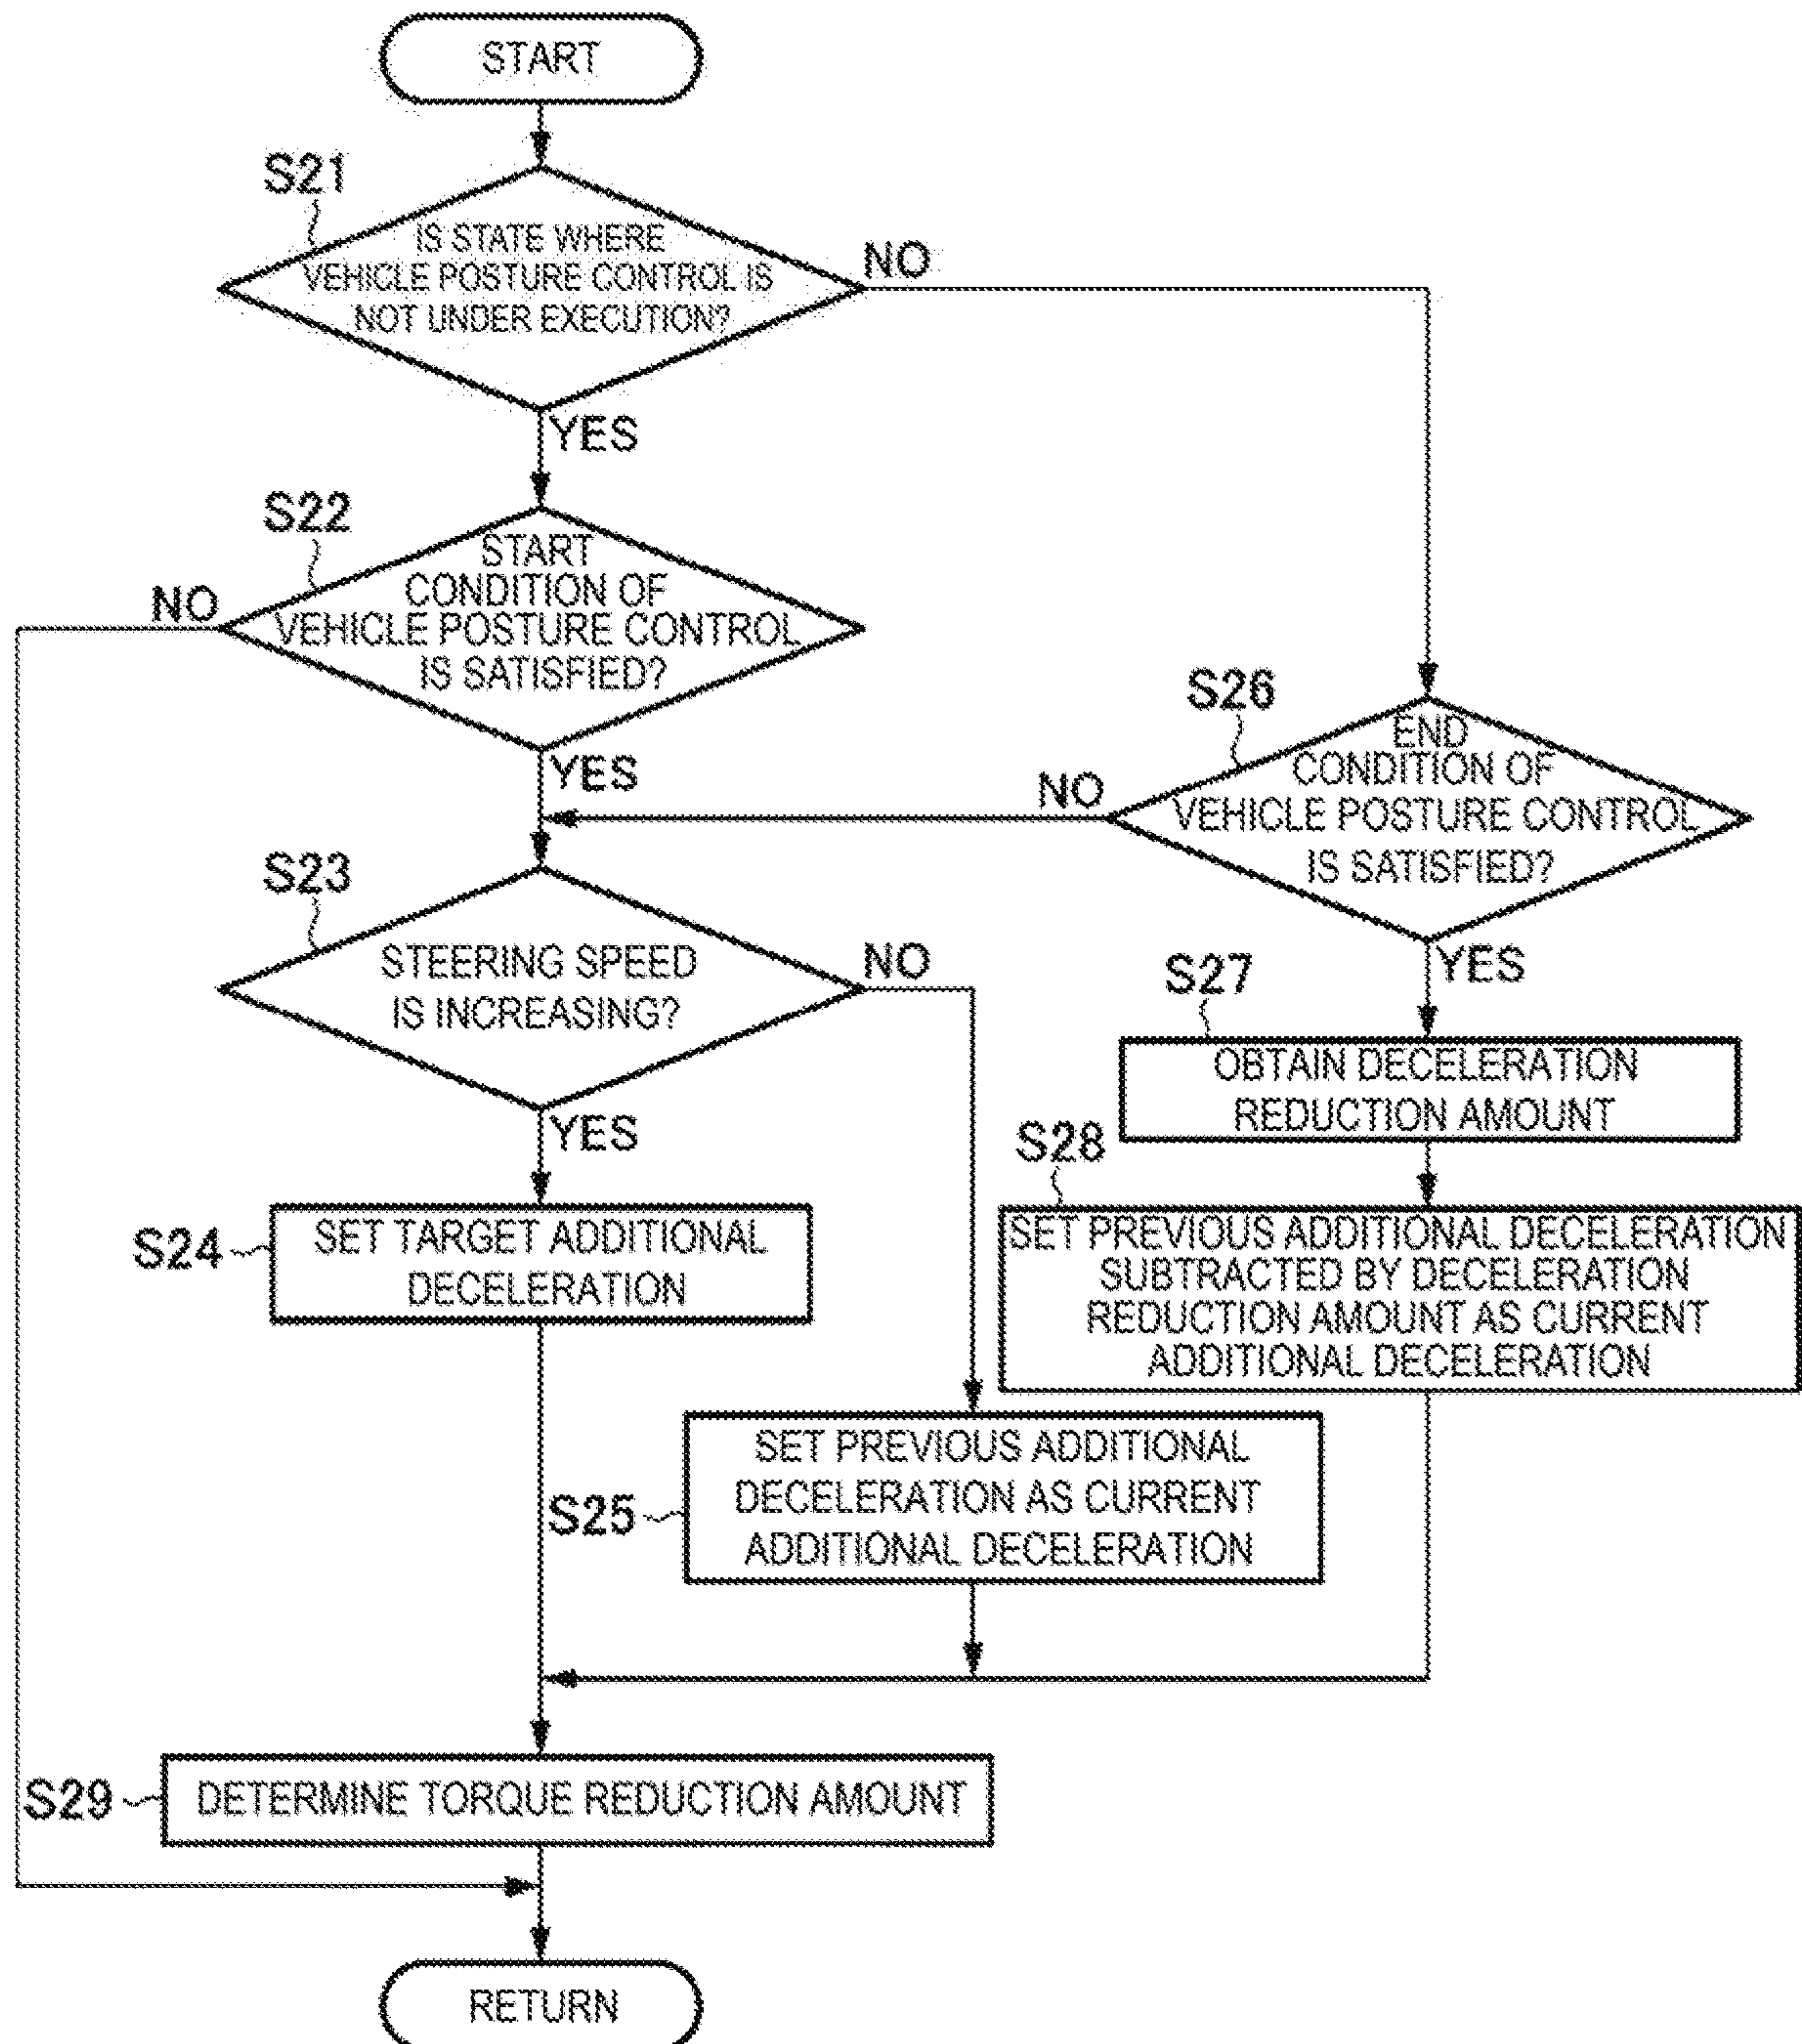 START
S21
IS STATE WHERE
VEHICLE POSTURE CONTROL IS
NOT UNDER EXECUTION?
NO
YES
S22
START
CONDITION OF
VEHICLE POSTURE CONTROL
IS SATISFIED?
NO
YES
S26
END
CONDITION OF
VEHICLE POSTURE CONTROL
IS SATISFIED?
NO
YES
S23
STEERING SPEED
IS INCREASING?
NO
YES
S27
OBTAIN DECELERATION
REDUCTION AMOUNT
S28
SET PREVIOUS ADDITIONAL DECELERATION
SUBTRACTED BY DECELERATION
REDUCTION AMOUNT AS CURRENT
ADDITIONAL DECELERATION
S24
SET TARGET ADDITIONAL
DECELERATION
S25
SET PREVIOUS ADDITIONAL
DECELERATION AS CURRENT
ADDITIONAL DECELERATION
S29
DETERMINE TORQUE REDUCTION AMOUNT
RETURN